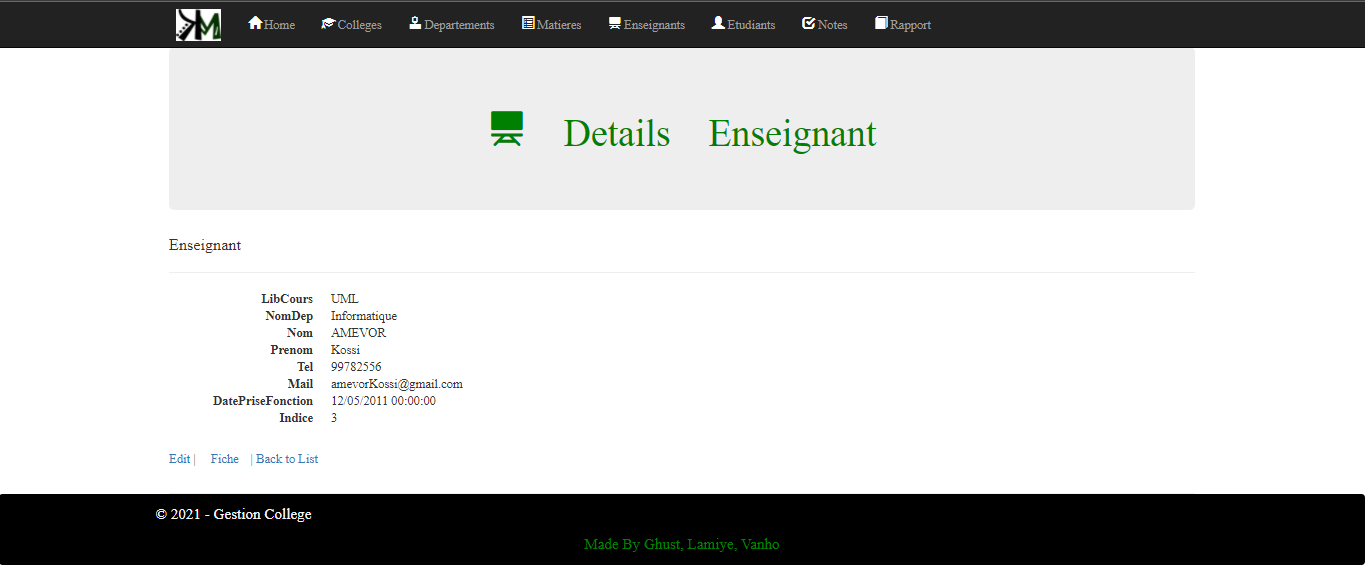 KM Home Colleges Departements Matieres Enseignants Etudiants Notes Rapport
Details Enseignant
Enseignant
LibCours UML
NomDep Informatique
Nom AMEVOR
Prenom Kossi
Tel 99782556
Mail amevorKossi@gmail.com
DatePriseFonction 12/05/2011 00:00:00
Indice 3
Edit | Fiche | Back to List
© 2021 - Gestion College
Made By Ghust, Lamiye, Vanho